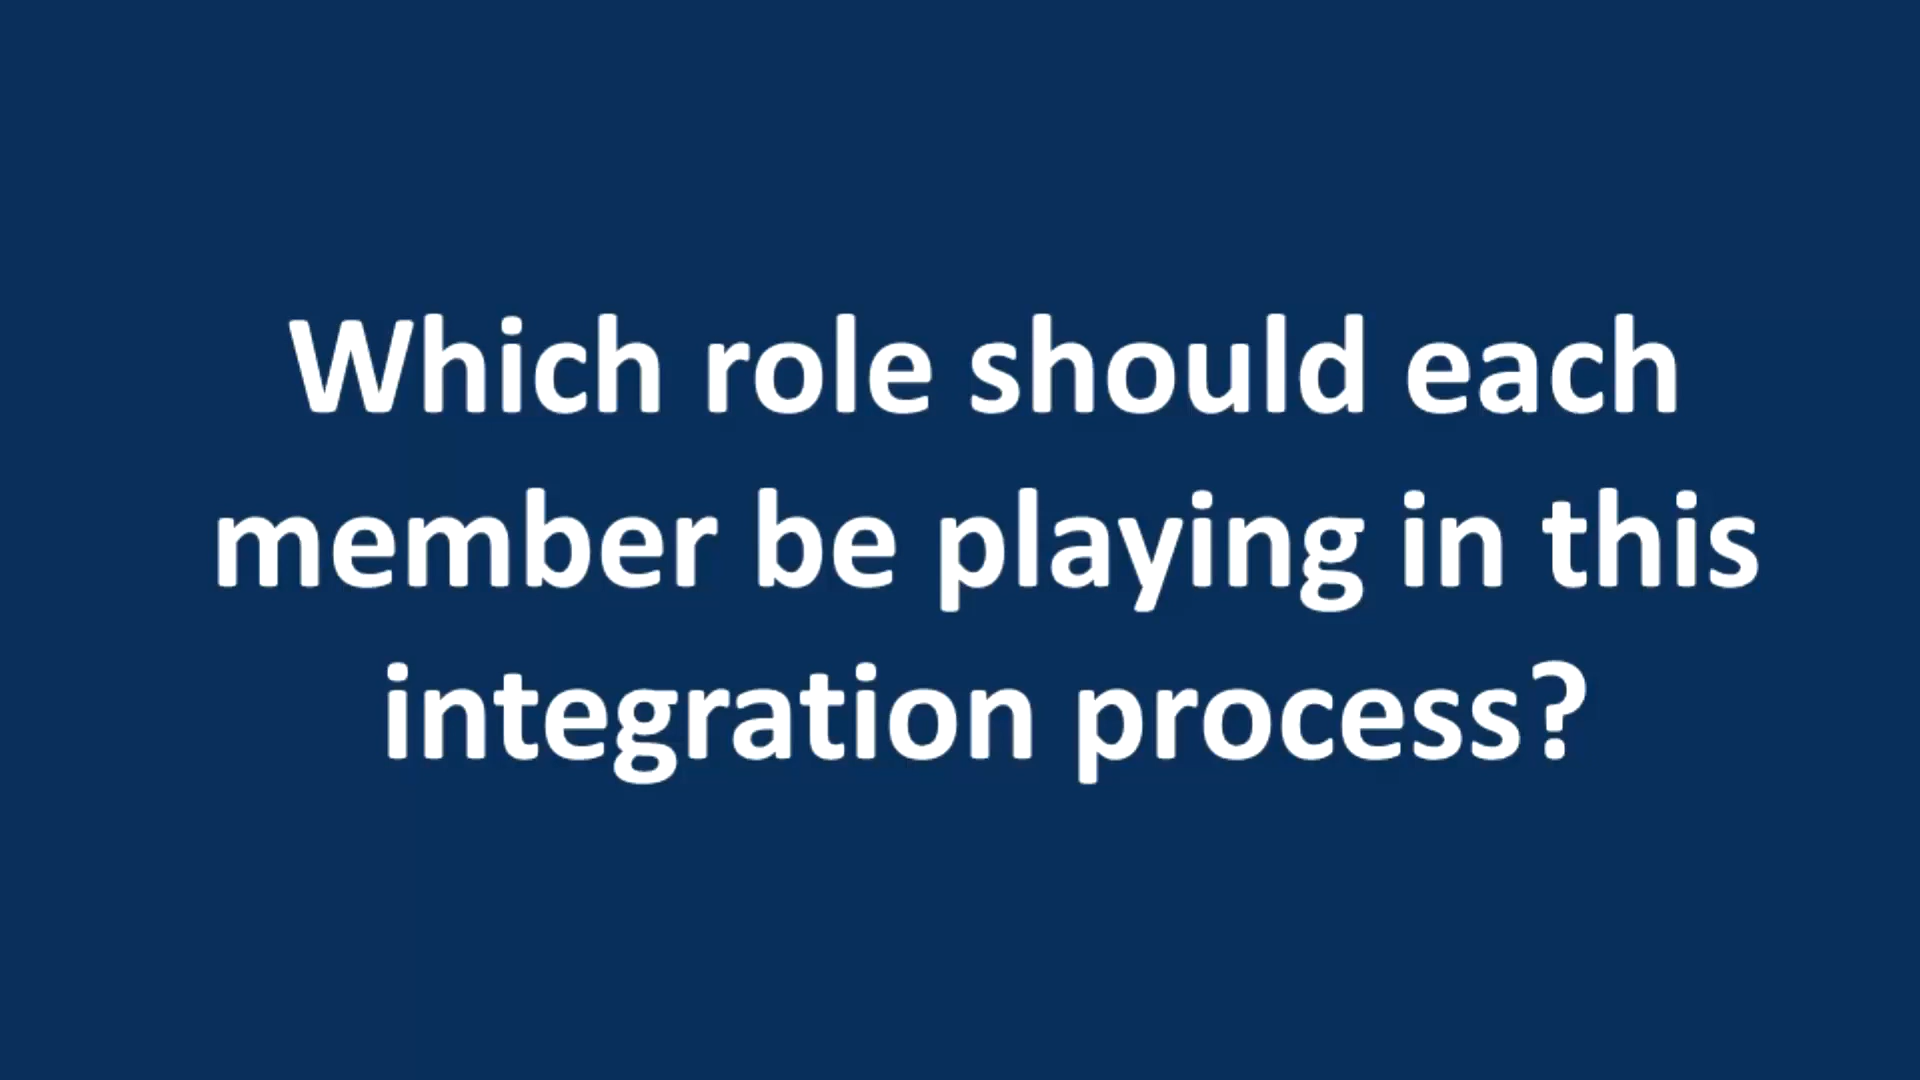 Which role should each
member be playing in this
integration process?